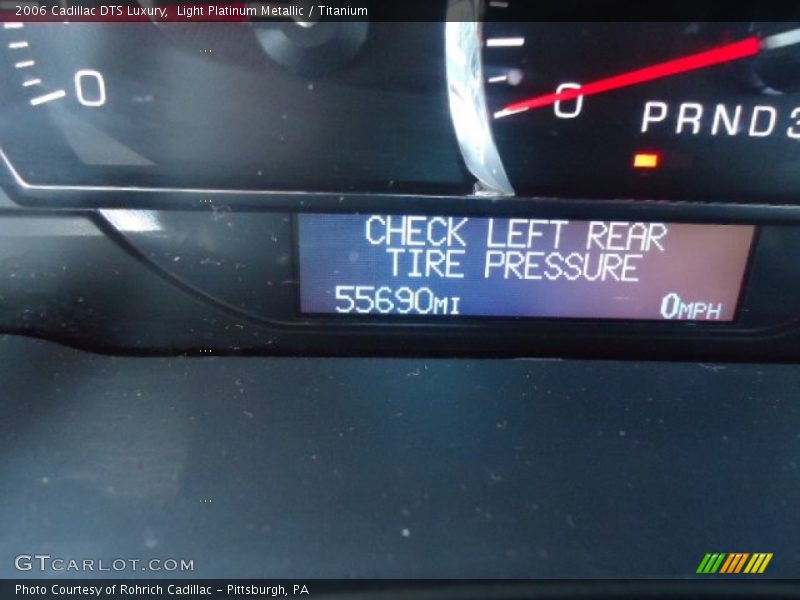 2006 Cadillac DTS Luxury,  Light Platinum Metallic / Titanium
0
0
PRND3
CHECK LEFT REAR
TIRE PRESSURE
55690MI 0MPH
GTCARLOT.COM
Photo Courtesy of Rohrich Cadillac - Pittsburgh, PA